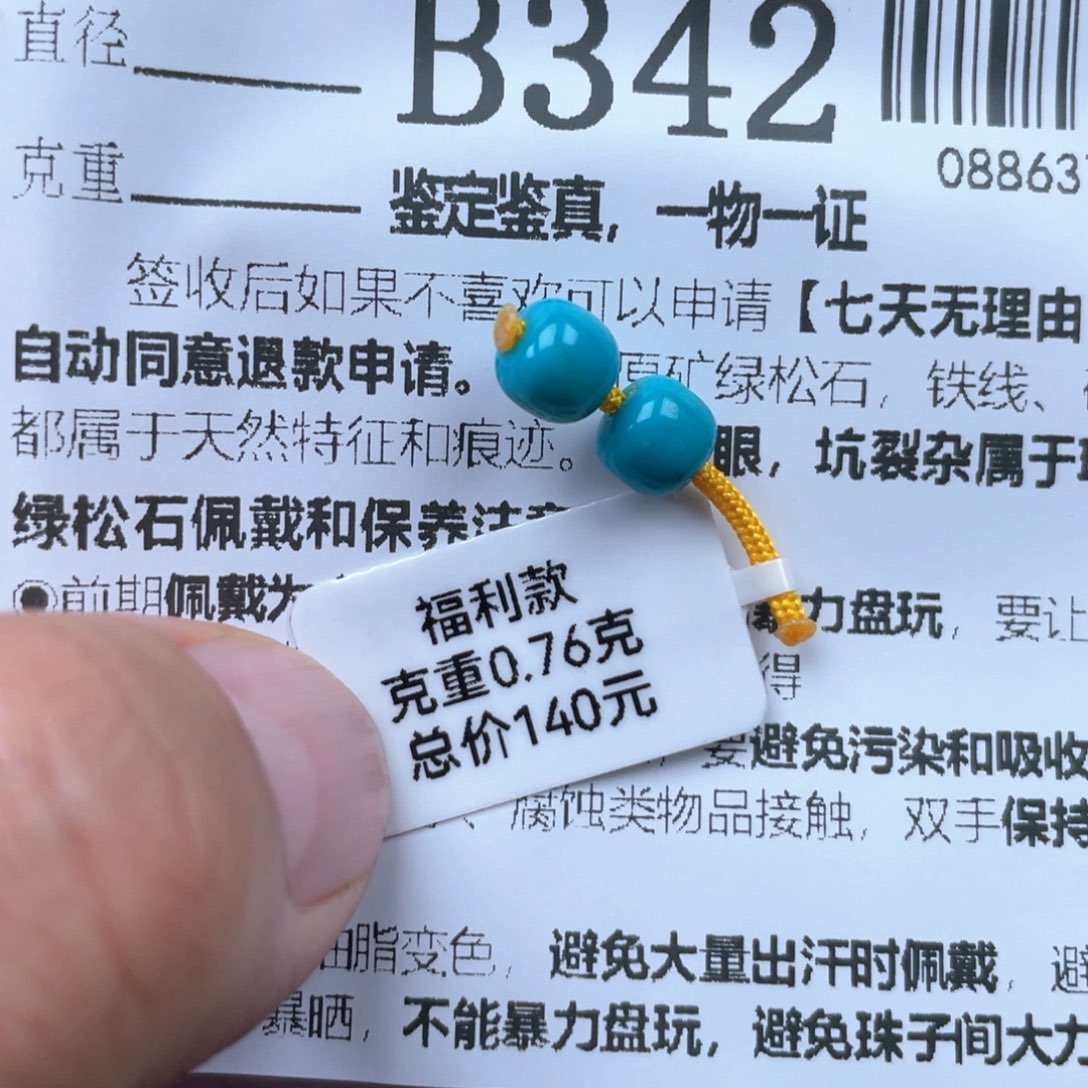 直径
B342
克重
08863
鉴定鉴真,一物一证
签收后如果不喜欢可以申请【七天无理由
自动同意退款申请。 原矿绿松石,铁线、
都属于天然特征和痕迹。 眼,坑裂杂属于
绿松石佩戴和保养注意
前期佩戴为 暴力盘玩,要让
得
福利款
克重0.76克
总价140元
要避免污染和吸收
、腐蚀类物品接触,双手保持
油脂变色,避免大量出汗时佩戴,避
暴晒,不能暴力盘玩,避免珠子间大力